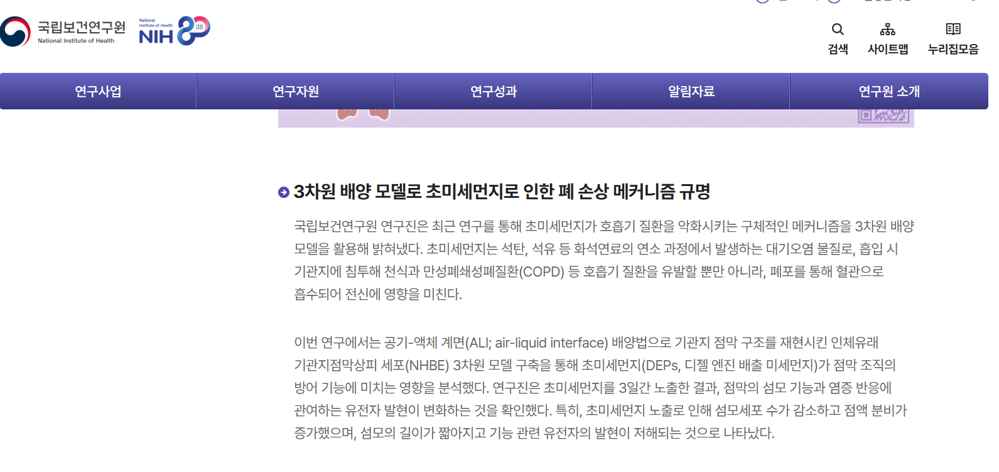 국립보건연구원
National Institute of Health
National
Institute of Health
NIH
1945
2025
검색
사이트맵
누리집모음
연구사업
연구자원
연구성과
알림자료
연구원 소개
3차원 배양 모델로 초미세먼지로 인한 폐 손상 메커니즘 규명
국립보건연구원 연구진은 최근 연구를 통해 초미세먼지가 호흡기 질환을 악화시키는 구체적인 메커니즘을 3차원 배양
모델을 활용해 밝혀냈다. 초미세먼지는 석탄, 석유 등 화석연료의 연소 과정에서 발생하는 대기오염 물질로, 흡입 시
기관지에 침투해 천식과 만성폐쇄성폐질환(COPD) 등 호흡기 질환을 유발할 뿐만 아니라, 폐포를 통해 혈관으로
흡수되어 전신에 영향을 미친다.
이번 연구에서는 공기-액체 계면(ALI; air-liquid interface) 배양법으로 기관지 점막 구조를 재현시킨 인체유래
기관지점막상피 세포(NHBE) 3차원 모델 구축을 통해 초미세먼지(DEPs, 디젤 엔진 배출 미세먼지)가 점막 조직의
방어 기능에 미치는 영향을 분석했다. 연구진은 초미세먼지를 3일간 노출한 결과, 점막의 섬모 기능과 염증 반응에
관여하는 유전자 발현이 변화하는 것을 확인했다. 특히, 초미세먼지 노출로 인해 섬모세포 수가 감소하고 점액 분비가
증가했으며, 섬모의 길이가 짧아지고 기능 관련 유전자의 발현이 저해되는 것으로 나타났다.